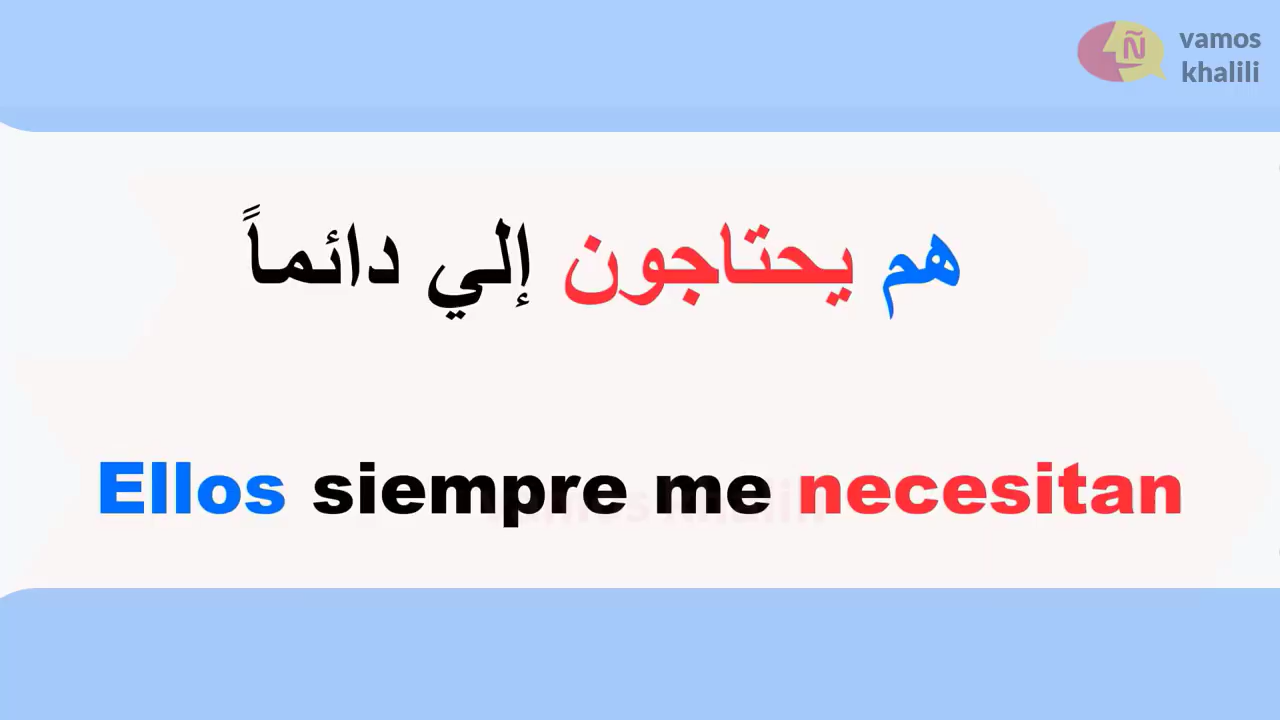 Ñ
vamos
khalili
هم يحتاجون إلي دائماً
Ellos siempre me necesitan